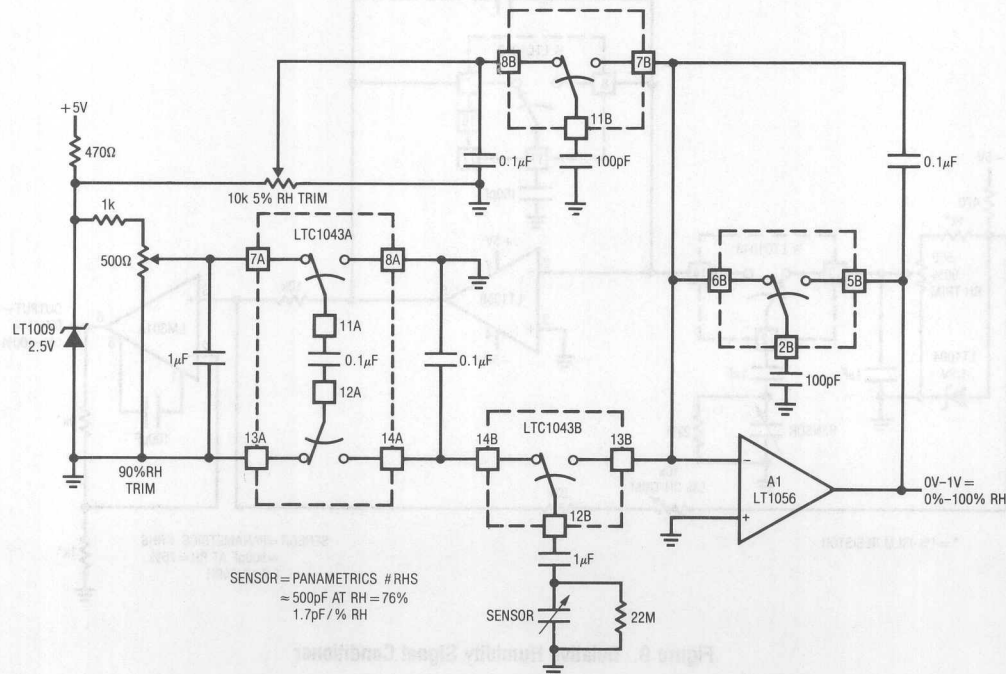 8B
7B
11B
+5V
470Ω
0.1μF
100pF
0.1μF
10k 5% RH TRIM
1k
LTC1043A
500Ω
7A
8A
6B
5B
LT1009
2.5V
11A
1μF
0.1μF
0.1μF
2B
12A
100pF
LTC1043B
13A
14A
14B
13B
90%RH
TRIM
A1
LT1056
−
+
0V–1V =
0%–100% RH
12B
1μF
SENSOR = PANAMETRICS #RHS
≈ 500pF AT RH = 76%
1.7pF/% RH
SENSOR
22M